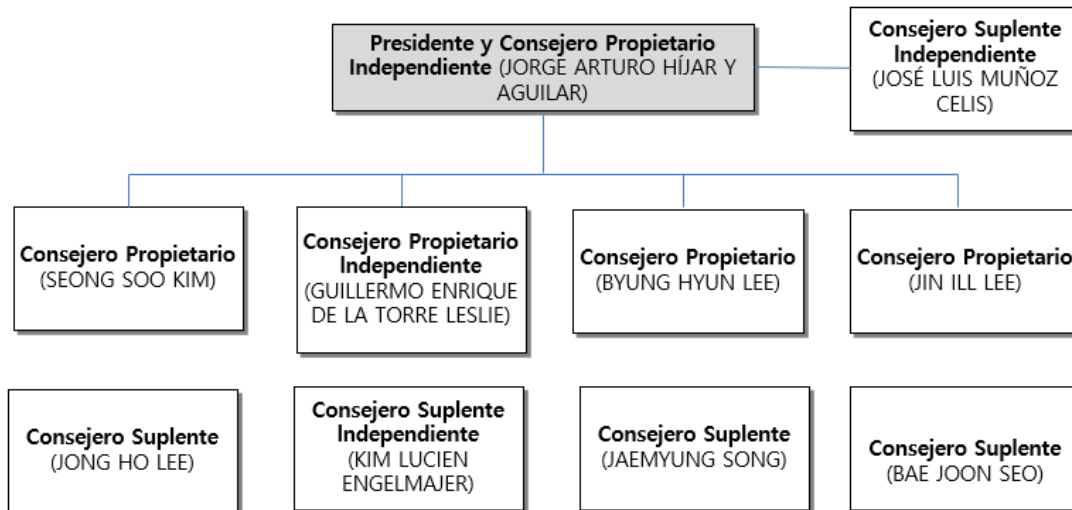 Presidente y Consejero Propietario
Independiente (JORGE ARTURO HÍJAR Y
AGUILAR)
Consejero Suplente
Independiente
(JOSÉ LUIS MUÑOZ
CELIS)
Consejero Propietario
(SEONG SOO KIM)
Consejero Propietario
Independiente
(GUILLERMO ENRIQUE
DE LA TORRE LESLIE)
Consejero Propietario
(BYUNG HYUN LEE)
Consejero Propietario
(JIN ILL LEE)
Consejero Suplente
(JONG HO LEE)
Consejero Suplente
Independiente
(KIM LUCIEN
ENGELMAJER)
Consejero Suplente
(JAEMYUNG SONG)
Consejero Suplente
(BAE JOON SEO)